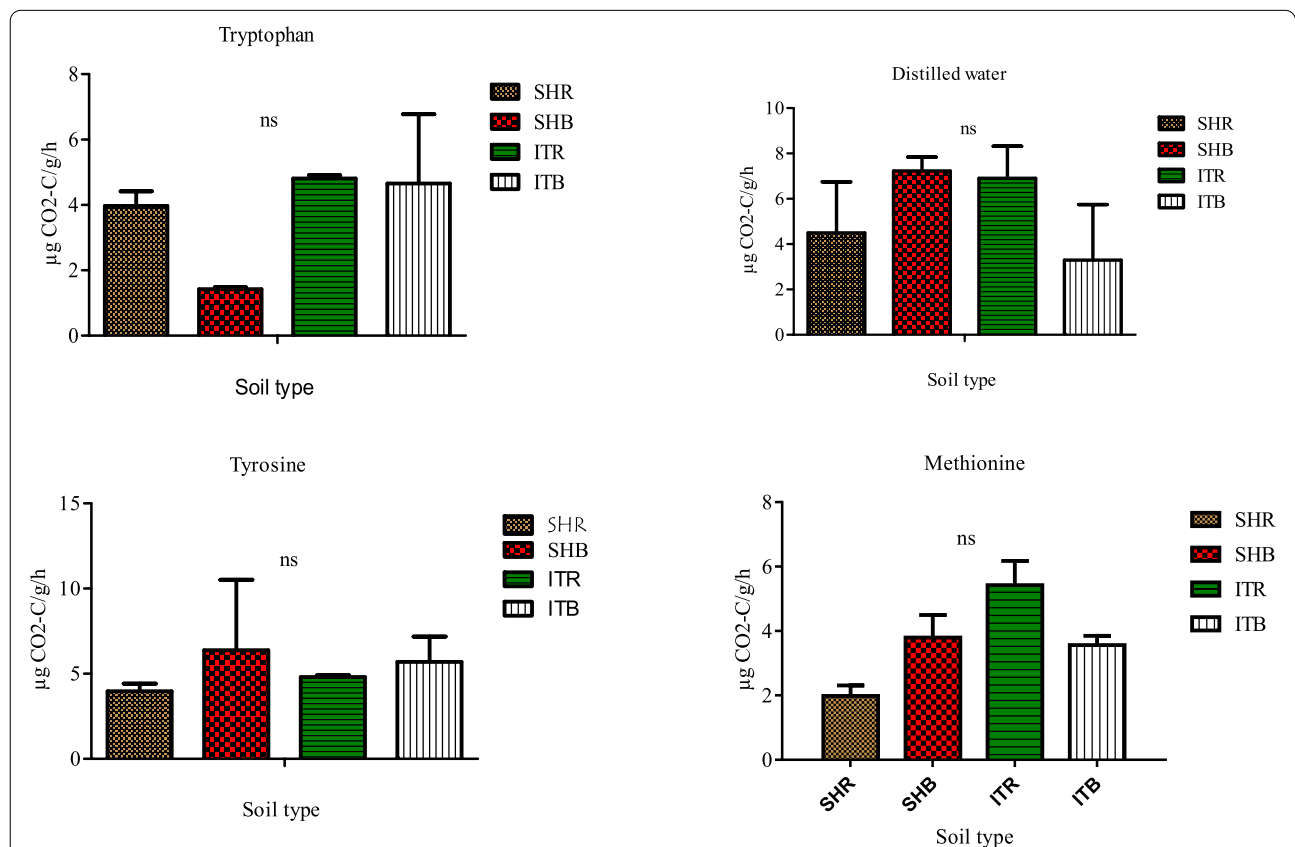 Tryptophan
8
6
4
2
0
µg CO2-C/g/h
ns
SHR
SHB
ITR
ITB
Soil type
Distilled water
10
8
6
4
2
0
µg CO2-C/g/h
ns
SHR
SHB
ITR
ITB
Soil type
Tyrosine
15
10
5
0
µg CO2-C/g/h
ns
SHR
SHB
ITR
ITB
Soil type
Methionine
8
6
4
2
0
µg CO2-C/g/h
ns
SHR
SHB
ITR
ITB
SHR
SHB
ITR
ITB
Soil type